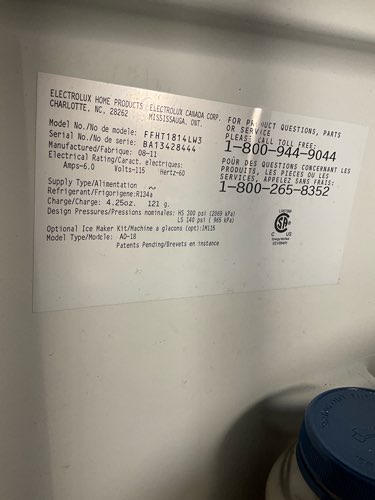 ELECTROLUX HOME PRODUCTS
CHARLOTTE, NC. 28262
ELECTROLUX CANADA CORP.
MISSISSAUGA, ONT.
Model No./No de modele: FFHT1814LW3
Serial No./No de serie: BA13428444
Manufactured/Fabrique: 08-11
Electrical Rating/Caract. electriques:
Amps-6.0 Volts-115 Hertz-60
Supply Type/Alimentation ~
Refrigerant/Frigorigene:R134a
Charge/Charge: 4.25oz. 121 g.
Design Pressures/Pressions nominales: HS 300 psi (2069 kPa)
LS 140 psi ( 965 kPa)
Optional Ice Maker Kit/Machine a glacons (opt):IM115
Model Type/Modele: AD-18
Patents Pending/Brevets en instance
FOR PRODUCT QUESTIONS, PARTS
OR SERVICE
PLEASE CALL TOLL FREE:
1-800-944-9044
POUR DES QUESTIONS CONCERNANT LES
PRODUITS, LES PIECES OU LES
SERVICES, APPELEZ SANS FRAIS:
1-800-265-8352
C US